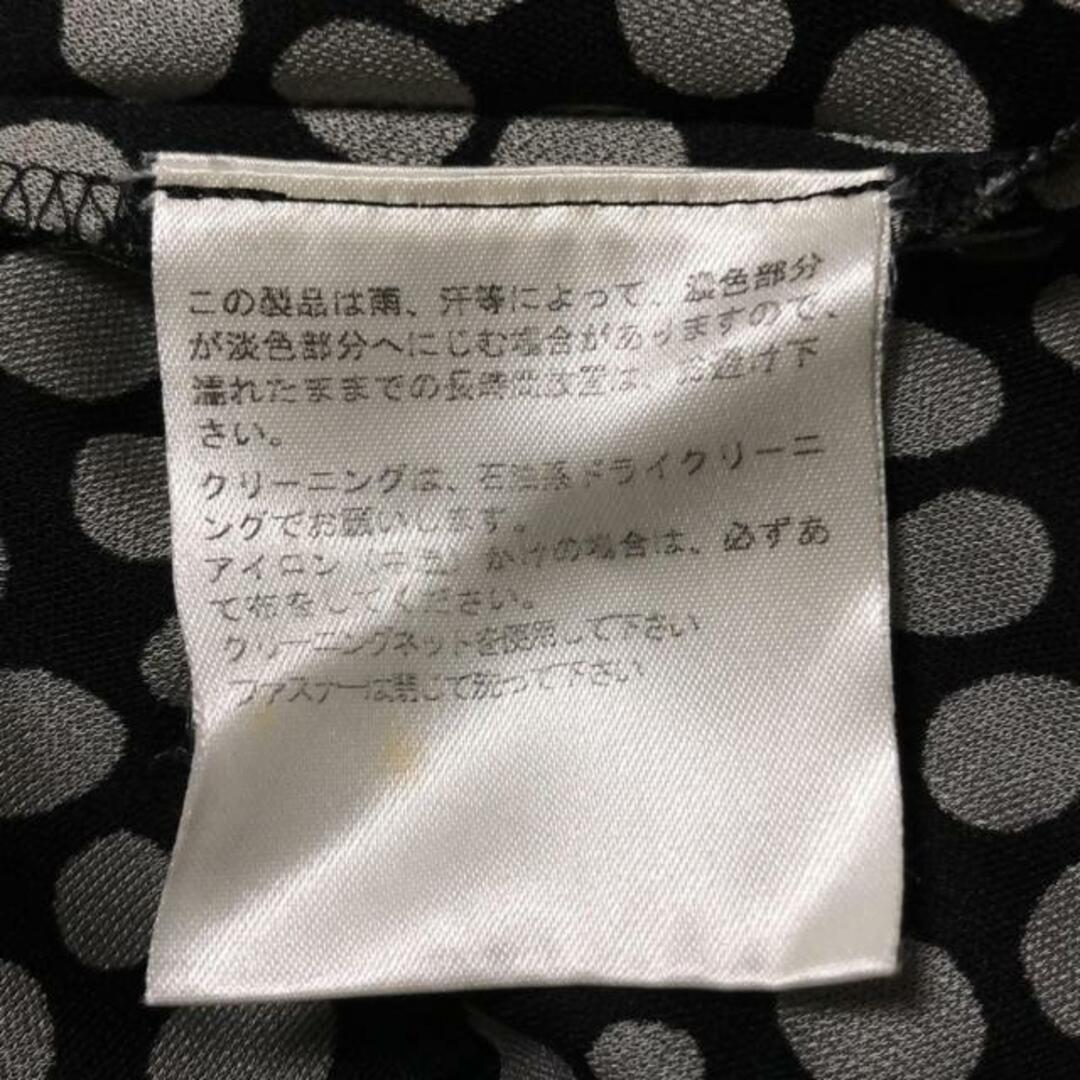 この製品は雨、汗等によって、濃色部分
が淡色部分へにじむ場合がありますので、
濡れたままでの長時間放置は、お避け下
さい。
クリーニングは、石油系ドライクリーニ
ングでお願いします。
アイロン（中温）かけの場合は、必ずあ
て布をしてください。
クリーニングネットを使用して下さい
ファスナーは閉じて洗って下さい